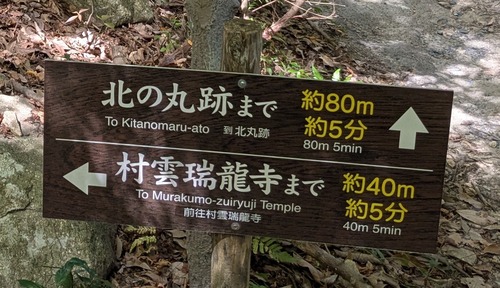 北の丸跡まで 約80m
To Kitanomaru-ato 到北丸跡 約5分
80m 5min
村雲瑞龍寺まで 約40m
To Murakumo-zuiryuji Temple 約5分
前往村雲瑞龍寺 40m 5min